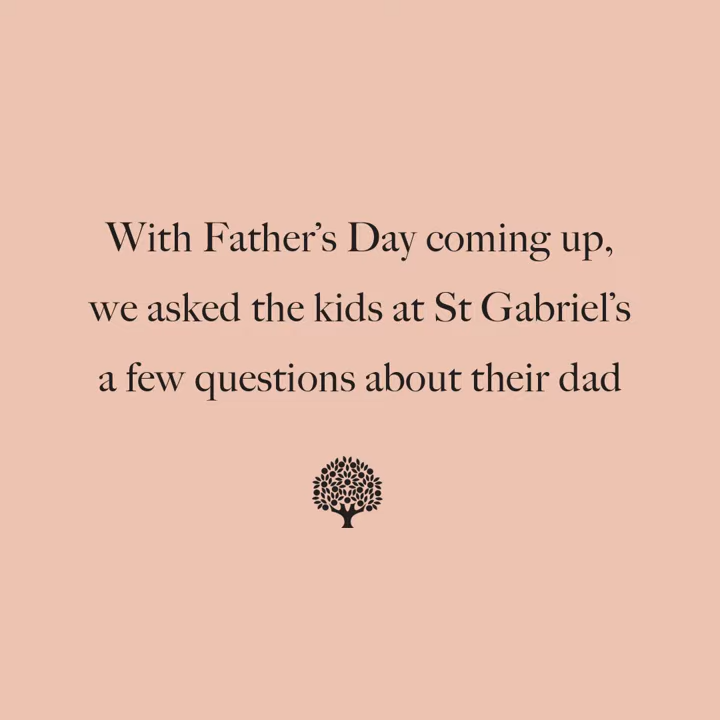 With Father’s Day coming up,
we asked the kids at St Gabriel’s
a few questions about their dad